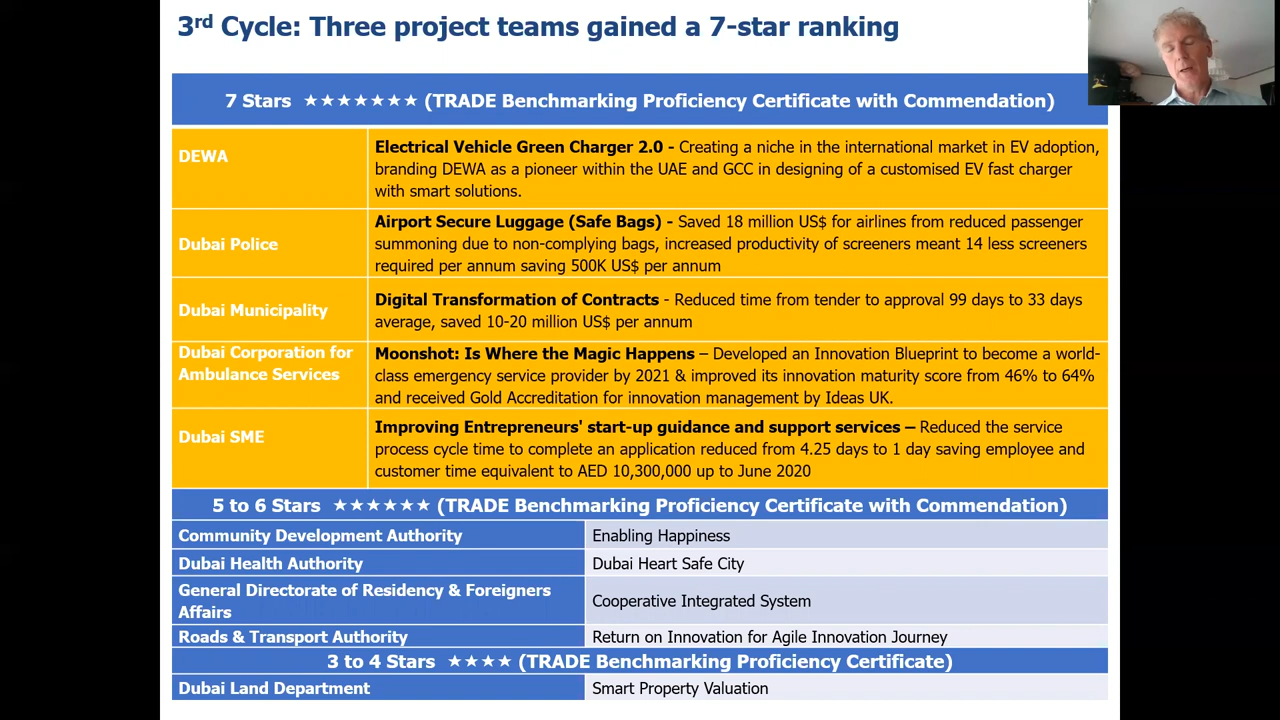 3rd Cycle: Three project teams gained a 7-star ranking
7 Stars ★★★★★★★ (TRADE Benchmarking Proficiency Certificate with Commendation)
DEWA
Electrical Vehicle Green Charger 2.0 - Creating a niche in the international market in EV adoption,
branding DEWA as a pioneer within the UAE and GCC in designing of a customised EV fast charger
with smart solutions.
Dubai Police
Airport Secure Luggage (Safe Bags) - Saved 18 million US$ for airlines from reduced passenger
summoning due to non-complying bags, increased productivity of screeners meant 14 less screeners
required per annum saving 500K US$ per annum
Dubai Municipality
Digital Transformation of Contracts - Reduced time from tender to approval 99 days to 33 days
average, saved 10-20 million US$ per annum
Dubai Corporation for
Ambulance Services
Moonshot: Is Where the Magic Happens – Developed an Innovation Blueprint to become a world-
class emergency service provider by 2021 & improved its innovation maturity score from 46% to 64%
and received Gold Accreditation for innovation management by Ideas UK.
Dubai SME
Improving Entrepreneurs' start-up guidance and support services – Reduced the service
process cycle time to complete an application reduced from 4.25 days to 1 day saving employee and
customer time equivalent to AED 10,300,000 up to June 2020
5 to 6 Stars ★★★★★★ (TRADE Benchmarking Proficiency Certificate with Commendation)
Community Development Authority
Enabling Happiness
Dubai Health Authority
Dubai Heart Safe City
General Directorate of Residency & Foreigners
Affairs
Cooperative Integrated System
Roads & Transport Authority
Return on Innovation for Agile Innovation Journey
3 to 4 Stars ★★★★ (TRADE Benchmarking Proficiency Certificate)
Dubai Land Department
Smart Property Valuation